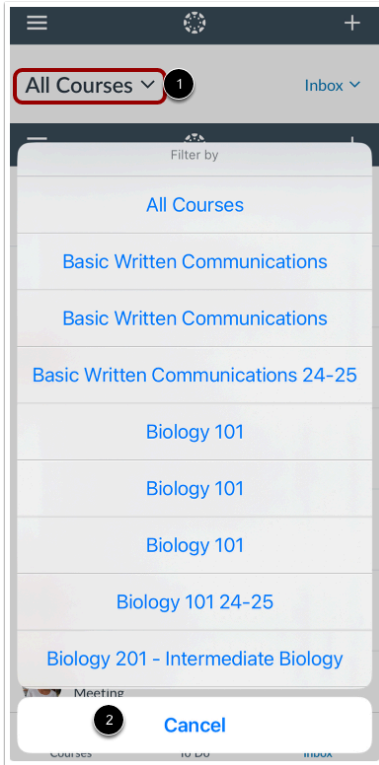 All Courses
1
Inbox
Filter by
All Courses
Basic Written Communications
Basic Written Communications
Basic Written Communications 24-25
Biology 101
Biology 101
Biology 101
Biology 101 24-25
Biology 201 - Intermediate Biology
Meeting
2
Cancel
Courses To Do Inbox